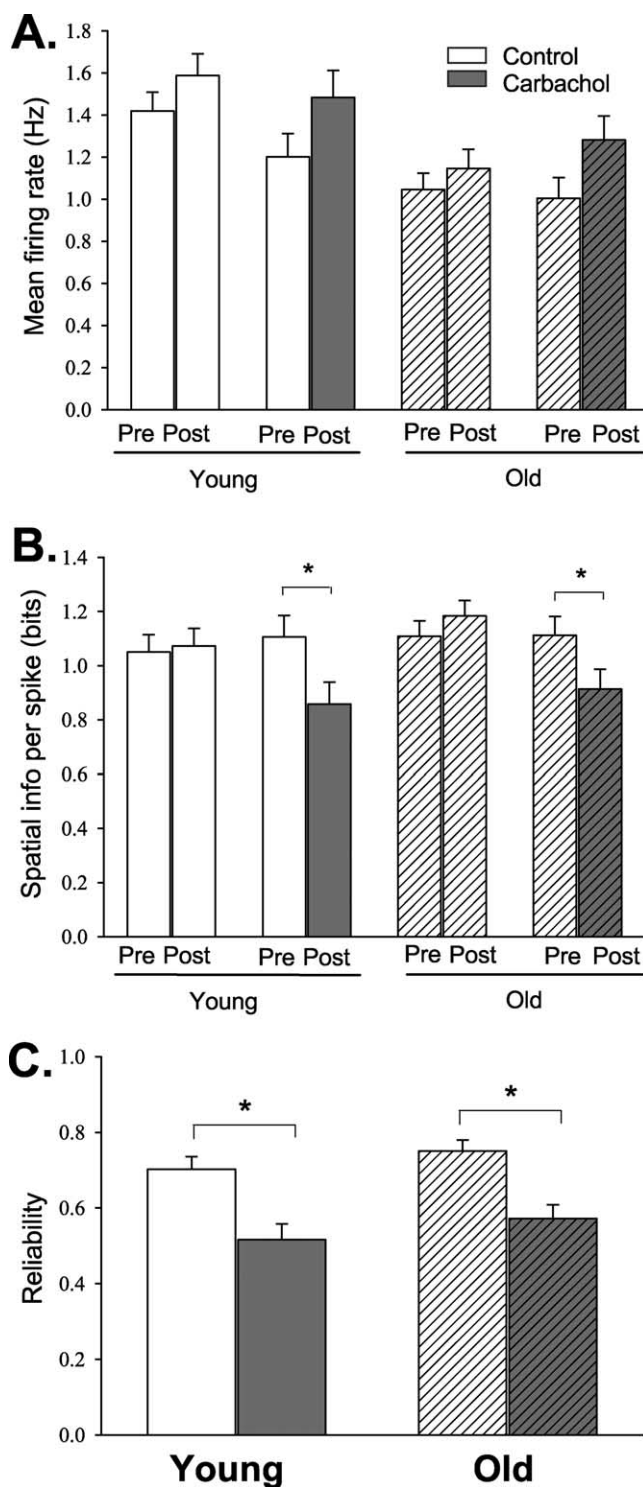 A.
Control
Carbachol
Mean firing rate (Hz)
1.8
1.6
1.4
1.2
1.0
0.8
0.6
0.4
0.2
0.0
Pre Post Pre Post Pre Post Pre Post
Young Old
B.
Spatial info per spike (bits)
1.4
1.2
1.0
0.8
0.6
0.4
0.2
0.0
* *
Pre Post Pre Post Pre Post Pre Post
Young Old
C.
Reliability
1.0
0.8
0.6
0.4
0.2
0.0
* *
Young Old